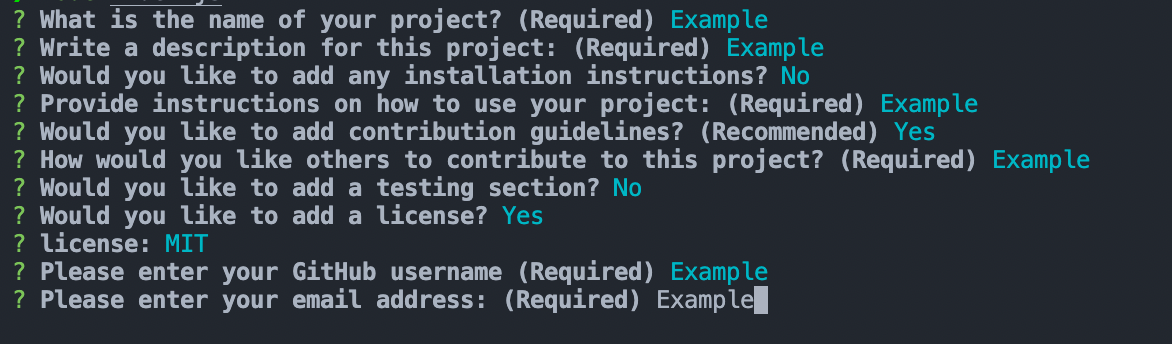 ? What is the name of your project? (Required) Example
? Write a description for this project: (Required) Example
? Would you like to add any installation instructions? No
? Provide instructions on how to use your project: (Required) Example
? Would you like to add contribution guidelines? (Recommended) Yes
? How would you like others to contribute to this project? (Required) Example
? Would you like to add a testing section? No
? Would you like to add a license? Yes
? license: MIT
? Please enter your GitHub username (Required) Example
? Please enter your email address: (Required) Example